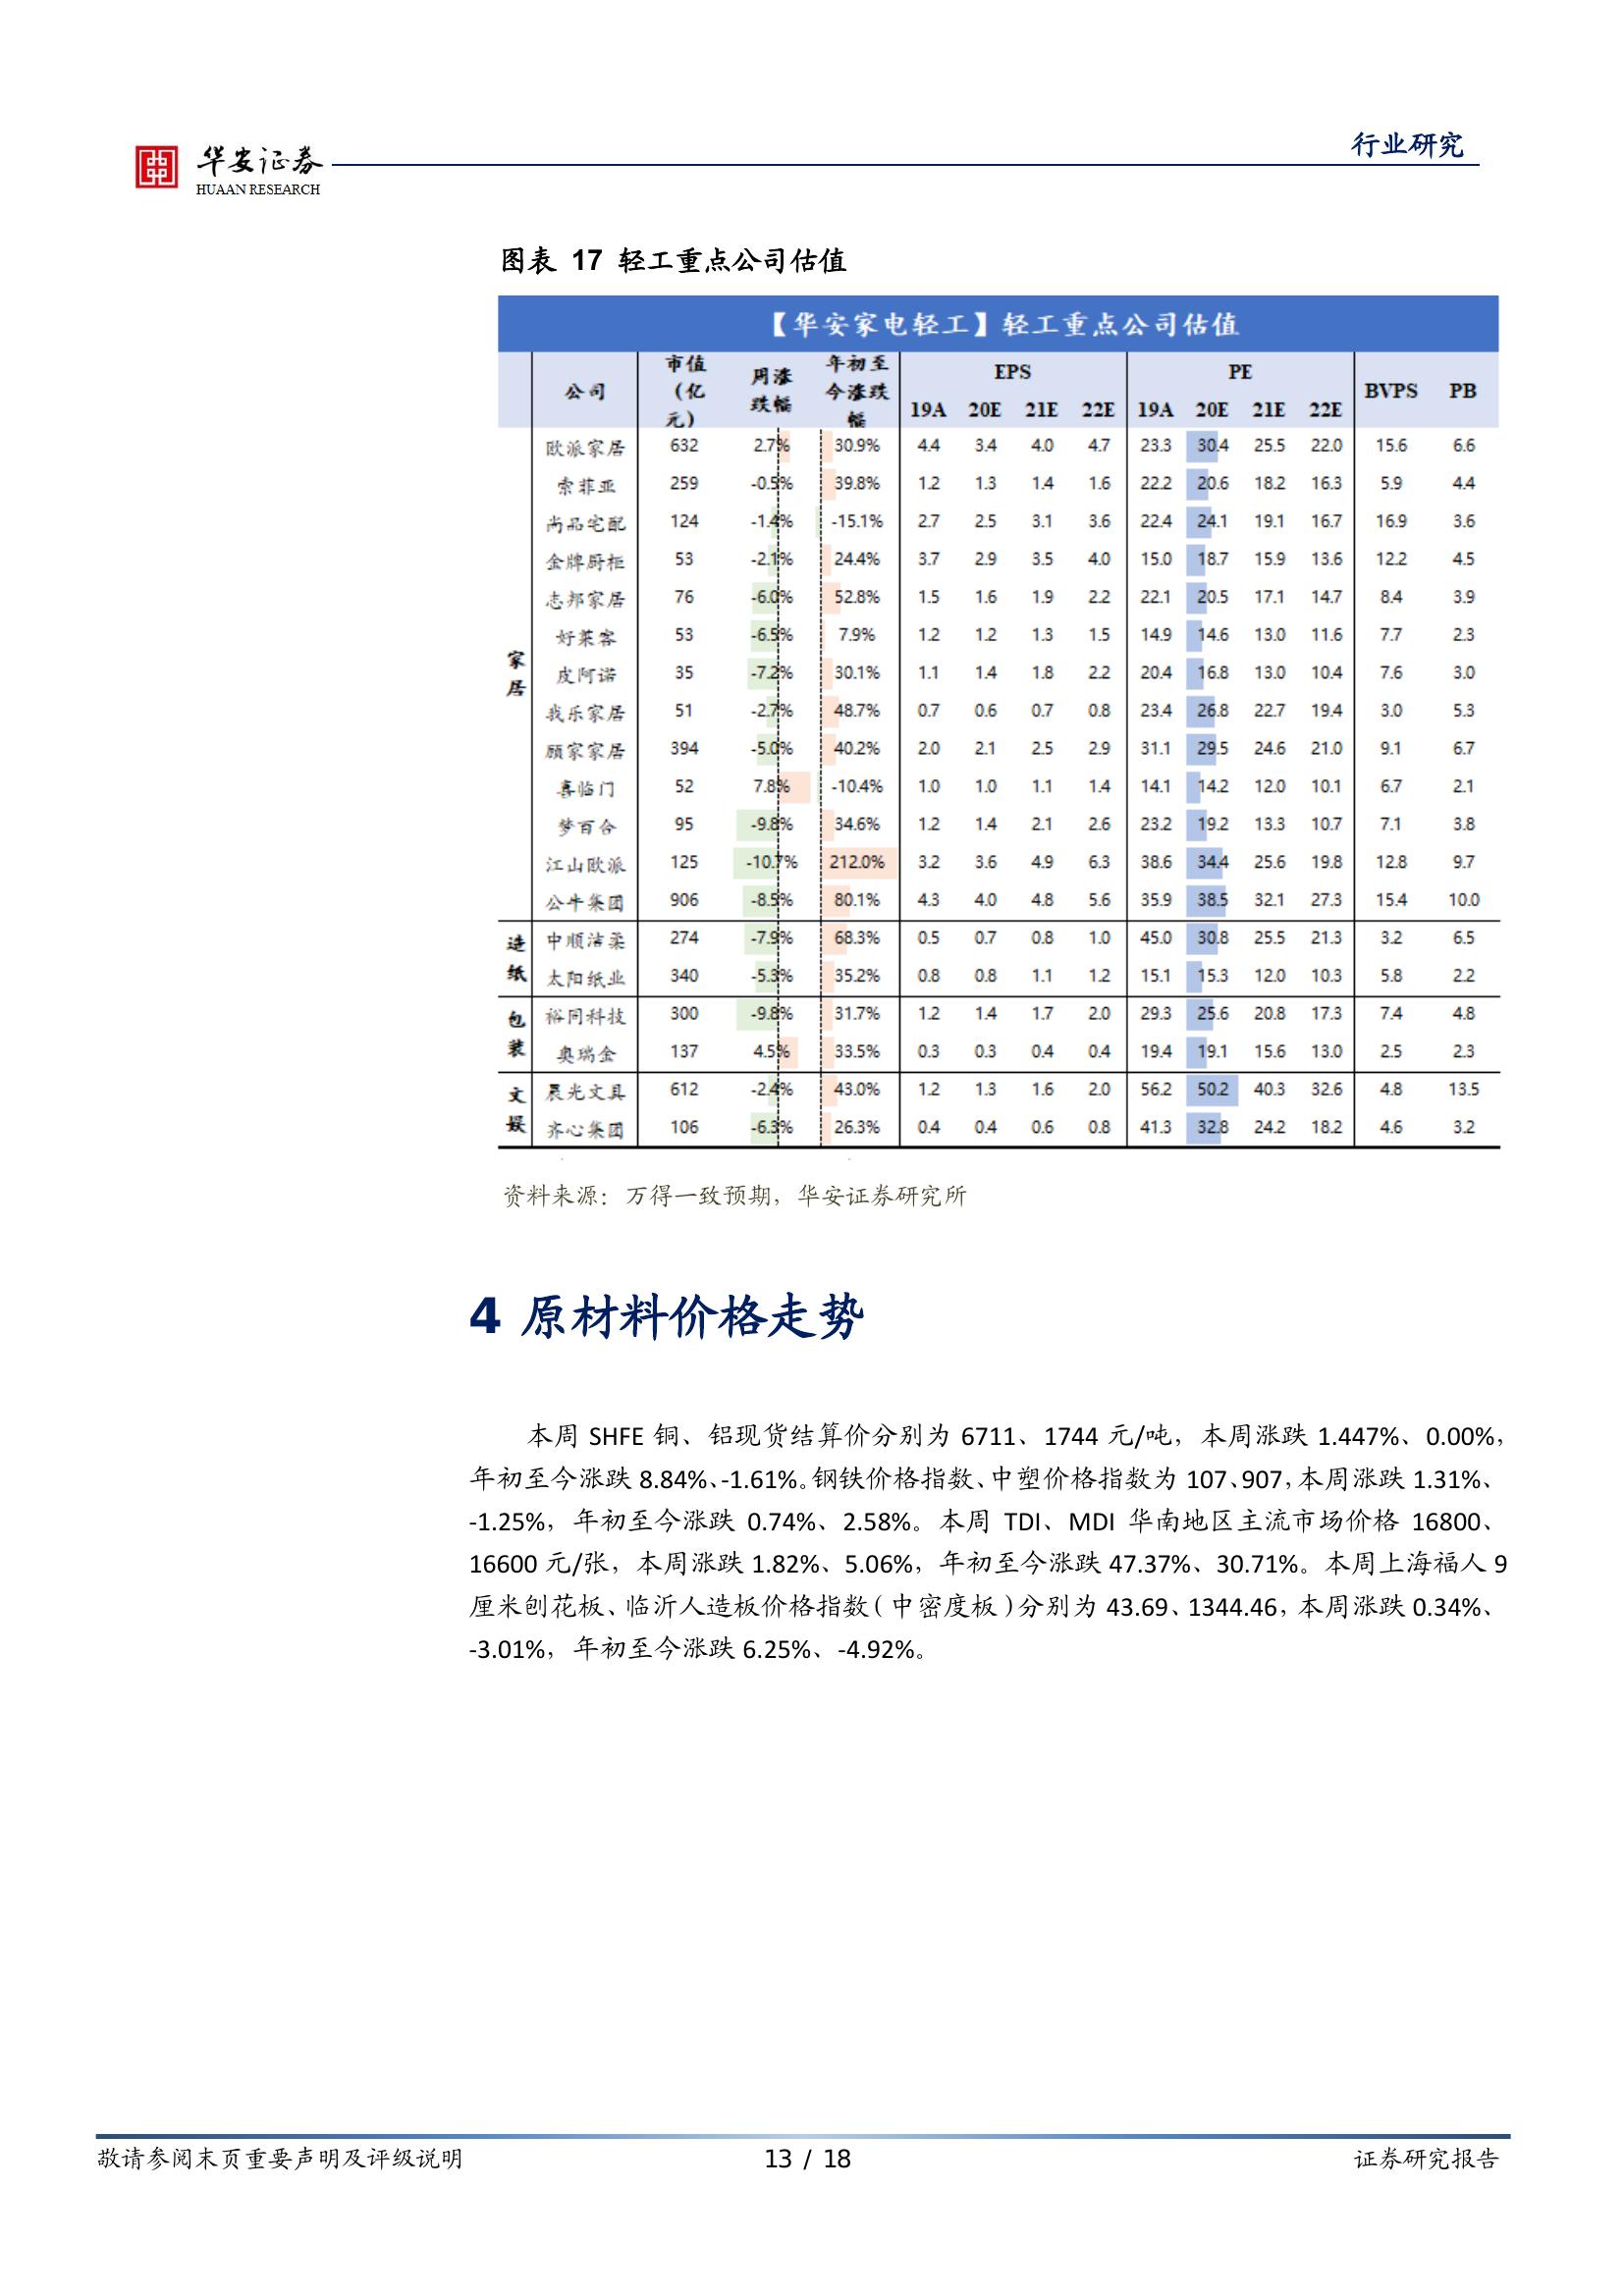 华安证券
HUAAN RESEARCH
行业研究
图表 17 轻工重点公司估值
【华安家电轻工】轻工重点公司估值
公司 市值（亿元） 周涨跌幅 年初至今涨跌幅 EPS PE BVPS PB
19A 20E 21E 22E 19A 20E 21E 22E
家居
欧派家居 632 2.7% 30.9% 4.4 3.4 4.0 4.7 23.3 30.4 25.5 22.0 15.6 6.6
索菲亚 259 -0.5% 39.8% 1.2 1.3 1.4 1.6 22.2 20.6 18.2 16.3 5.9 4.4
尚品宅配 124 -1.4% -15.1% 2.7 2.5 3.1 3.6 22.4 24.1 19.1 16.7 16.9 3.6
金牌厨柜 53 -2.1% 24.4% 3.7 2.9 3.5 4.0 15.0 18.7 15.9 13.6 12.2 4.5
志邦家居 76 -6.0% 52.8% 1.5 1.6 1.9 2.2 22.1 20.5 17.1 14.7 8.4 3.9
好莱客 53 -6.5% 7.9% 1.2 1.2 1.3 1.5 14.9 14.6 13.0 11.6 7.7 2.3
皮阿诺 35 -7.2% 30.1% 1.1 1.4 1.8 2.2 20.4 16.8 13.0 10.4 7.6 3.0
我乐家居 51 -2.7% 48.7% 0.7 0.6 0.7 0.8 23.4 26.8 22.7 19.4 3.0 5.3
顾家家居 394 -5.0% 40.2% 2.0 2.1 2.5 2.9 31.1 29.5 24.6 21.0 9.1 6.7
喜临门 52 7.8% -10.4% 1.0 1.0 1.1 1.4 14.1 14.2 12.0 10.1 6.7 2.1
梦百合 95 -9.8% 34.6% 1.2 1.4 2.1 2.6 23.2 19.2 13.3 10.7 7.1 3.8
江山欧派 125 -10.7% 212.0% 3.2 3.6 4.9 6.3 38.6 34.4 25.6 19.8 12.8 9.7
公牛集团 906 -8.5% 80.1% 4.3 4.0 4.8 5.6 35.9 38.5 32.1 27.3 15.4 10.0
造纸
中顺洁柔 274 -7.9% 68.3% 0.5 0.7 0.8 1.0 45.0 30.8 25.5 21.3 3.2 6.5
太阳纸业 340 -5.3% 35.2% 0.8 0.8 1.1 1.2 15.1 15.3 12.0 10.3 5.8 2.2
包装
裕同科技 300 -9.8% 31.7% 1.2 1.4 1.7 2.0 29.3 25.6 20.8 17.3 7.4 4.8
奥瑞金 137 4.5% 33.5% 0.3 0.3 0.4 0.4 19.4 19.1 15.6 13.0 2.5 2.3
文娱
晨光文具 612 -2.4% 43.0% 1.2 1.3 1.6 2.0 56.2 50.2 40.3 32.6 4.8 13.5
齐心集团 106 -6.3% 26.3% 0.4 0.4 0.6 0.8 41.3 32.8 24.2 18.2 4.6 3.2
资料来源：万得一致预期，华安证券研究所
4 原材料价格走势
本周 SHFE 铜、铝现货结算价分别为 6711、1744 元/吨，本周涨跌 1.447%、0.00%，
年初至今涨跌 8.84%、-1.61%。钢铁价格指数、中塑价格指数为 107、907，本周涨跌 1.31%、
-1.25%，年初至今涨跌 0.74%、2.58%。本周 TDI、MDI 华南地区主流市场价格 16800、
16600 元/张，本周涨跌 1.82%、5.06%，年初至今涨跌 47.37%、30.71%。本周上海福人 9
厘米刨花板、临沂人造板价格指数（中密度板）分别为 43.69、1344.46，本周涨跌 0.34%、
-3.01%，年初至今涨跌 6.25%、-4.92%。
敬请参阅末页重要声明及评级说明
13 / 18
证券研究报告